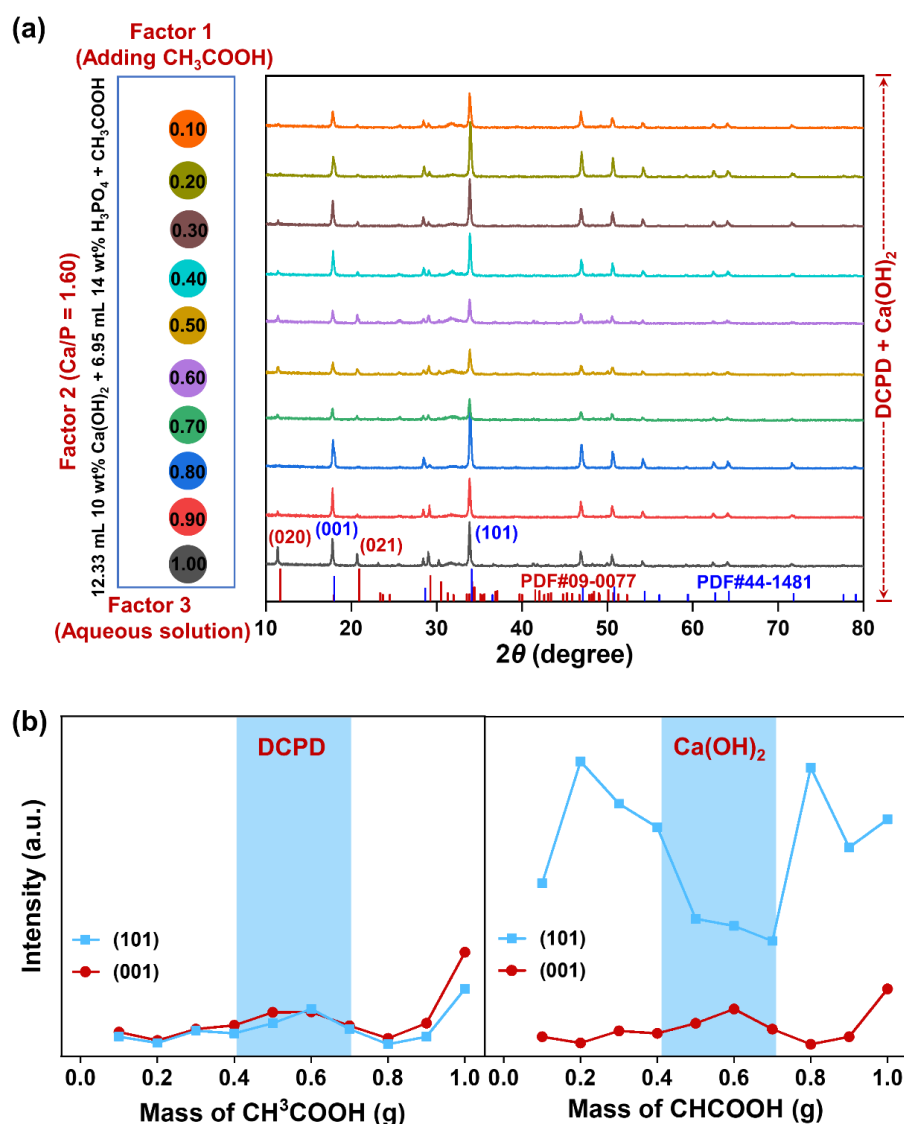 (a)
Factor 1
(Adding CH₃COOH)
Factor 2 (Ca/P = 1.60)
12.33 mL 10 wt% Ca(OH)₂ + 6.95 mL 14 wt% H₃PO₄ + CH₃COOH
0.10
0.20
0.30
0.40
0.50
0.60
0.70
0.80
0.90
1.00
Factor 3
(Aqueous solution)
(020)
(001)
(021)
(101)
PDF#09-0077
PDF#44-1481
10 20 30 40 50 60 70 80
2θ (degree)
DCPD + Ca(OH)₂
(b)
Intensity (a.u.)
DCPD
(101)
(001)
0.0 0.2 0.4 0.6 0.8 1.0
Mass of CH³COOH (g)
Ca(OH)₂
(101)
(001)
0.0 0.2 0.4 0.6 0.8 1.0
Mass of CHCOOH (g)